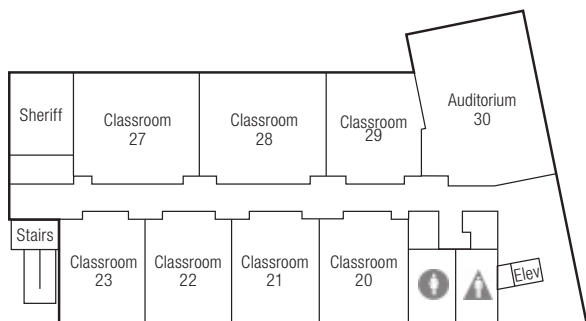 Sheriff
Classroom
27
Classroom
28
Classroom
29
Auditorium
30
Stairs
Classroom
23
Classroom
22
Classroom
21
Classroom
20
Elev